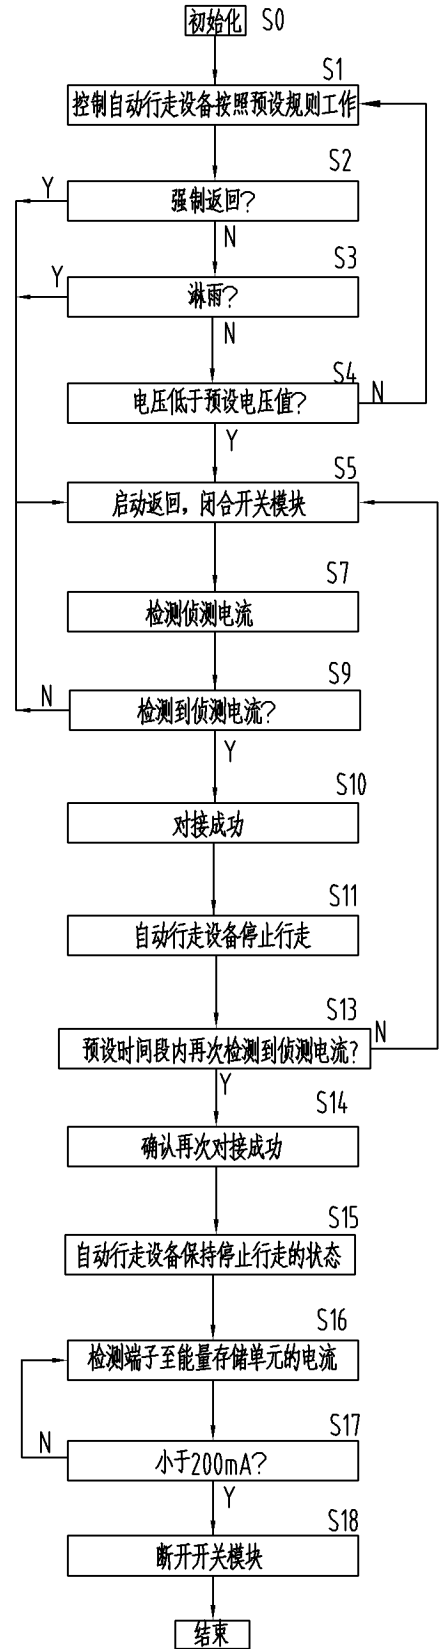 初始化 S0
S1
控制自动行走设备按照预设规则工作
S2
Y
强制返回?
N
S3
Y
淋雨?
N
S4
电压低于预设电压值?
N
Y
S5
启动返回，闭合开关模块
S7
检测侦测电流
S9
N
检测到侦测电流?
Y
S10
对接成功
S11
自动行走设备停止行走
S13
预设时间段内再次检测到侦测电流?
N
Y
S14
确认再次对接成功
S15
自动行走设备保持停止行走的状态
S16
检测端子至能量存储单元的电流
S17
N
小于200mA?
Y
S18
断开开关模块
结束